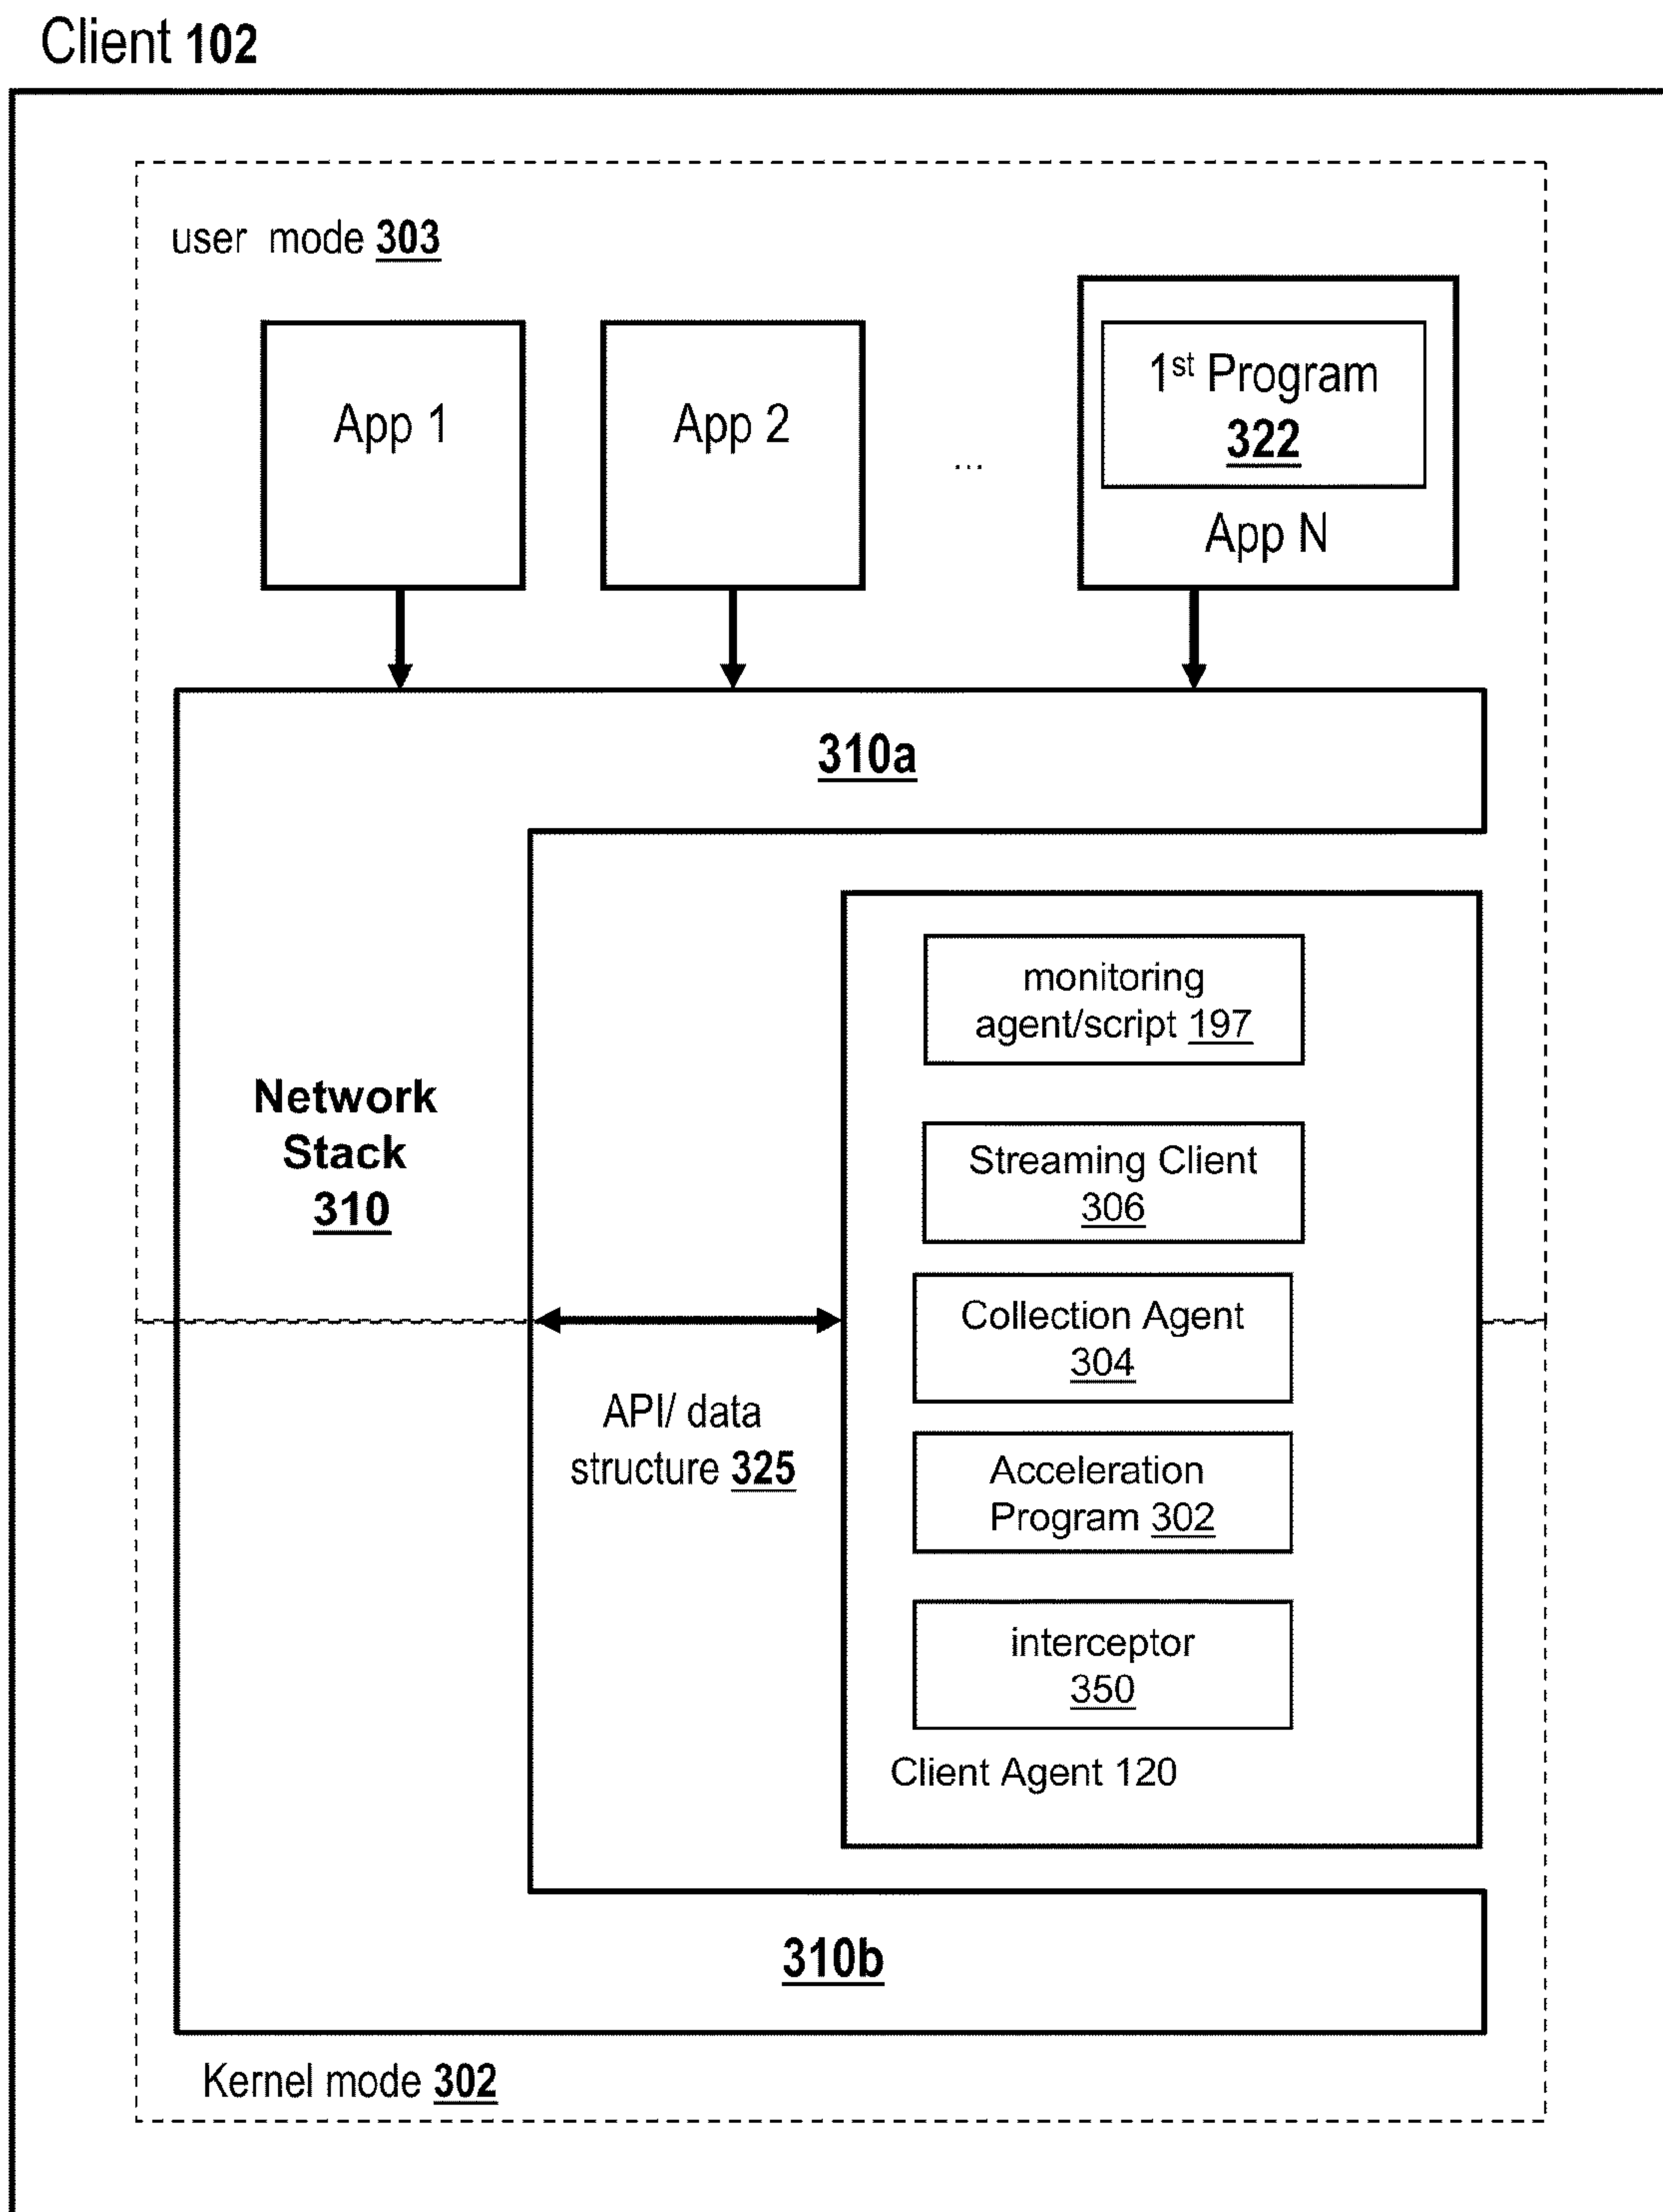 Client 102
user mode 303
App 1
App 2
...
1st Program
322
App N
310a
monitoring
agent/script 197
Network
Stack
310
Streaming Client
306
Collection Agent
304
API/ data
structure 325
Acceleration
Program 302
interceptor
350
Client Agent 120
310b
Kernel mode 302